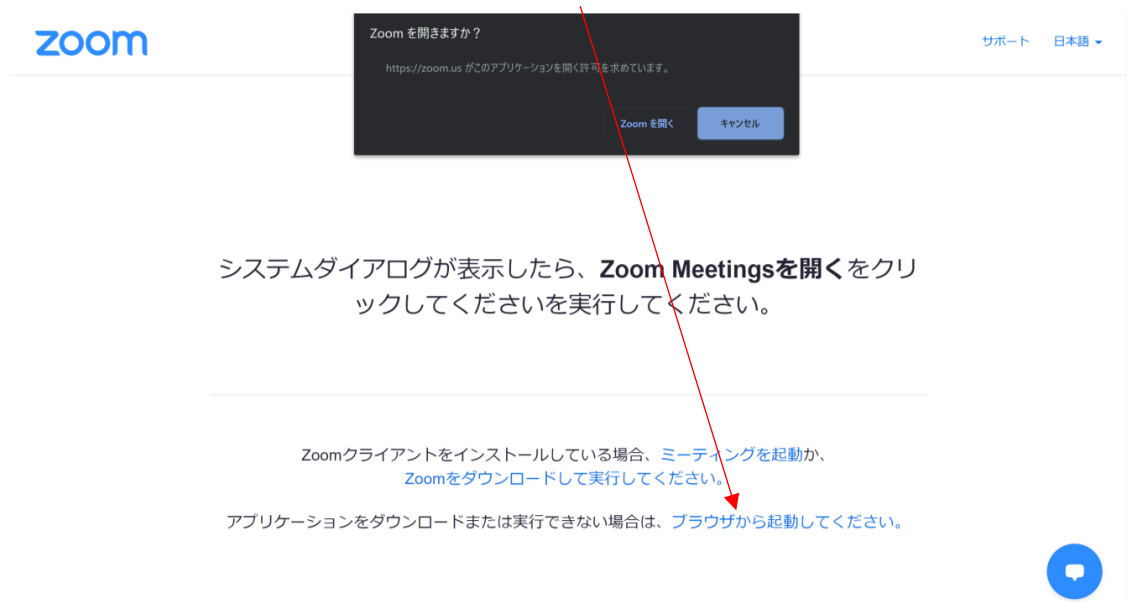 zoom
サポート 日本語
Zoom を開きますか？
https://zoom.us がこのアプリケーションを開く許可を求めています。
Zoom を開く キャンセル
システムダイアログが表示したら、Zoom Meetingsを開くをクリ
ックしてくださいを実行してください。
Zoomクライアントをインストールしている場合、ミーティングを起動か、
Zoomをダウンロードして実行してください。
アプリケーションをダウンロードまたは実行できない場合は、ブラウザから起動してください。